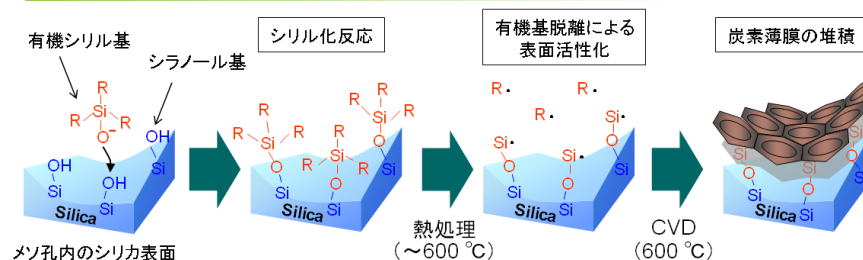 有機シリル基
シラノール基
R
Si
R
R
O-
OH
OH
OH
Si
Si
Si
Silica
メソ孔内のシリカ表面
シリル化反応
R
R
R
Si
O
Si
R
R
R
Si
O
Si
R
R
R
Si
O
Si
Silica
熱処理
(～600 ℃)
有機基脱離による
表面活性化
R・
R・
R・
R・
Si・
O
Si
Si・
O
Si
Si・
O
Si
Silica
CVD
(600 ℃)
炭素薄膜の堆積
Si
O
Si
Si
O
Si
Si
O
Si
Silica